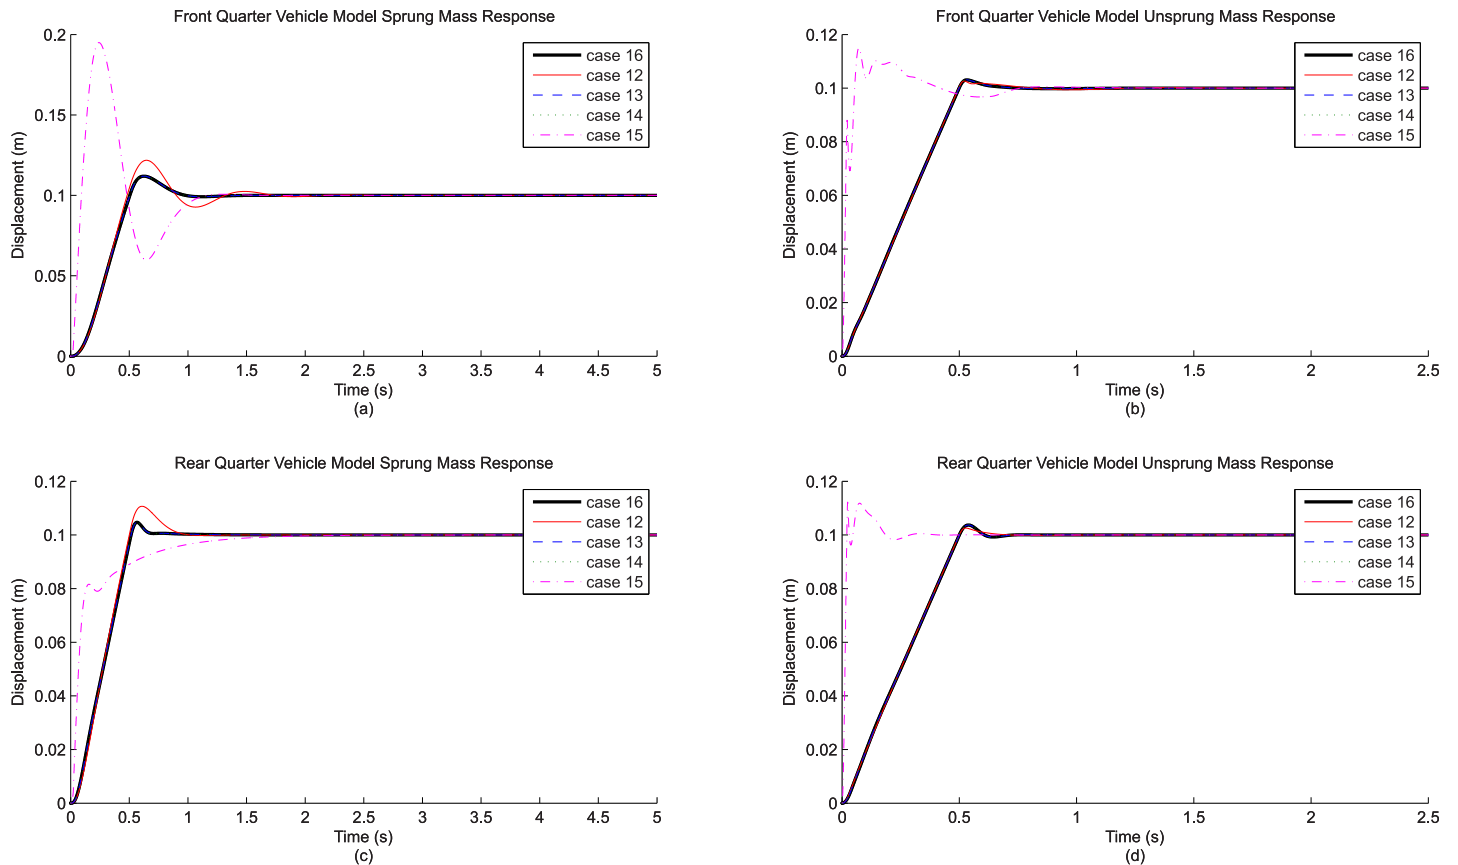 Front Quarter Vehicle Model Sprung Mass Response
0.2
0.15
0.1
0.05
0
Displacement (m)
case 16
case 12
case 13
case 14
case 15
0 0.5 1 1.5 2 2.5 3 3.5 4 4.5 5
Time (s)
(a)
Front Quarter Vehicle Model Unsprung Mass Response
0.12
0.1
0.08
0.06
0.04
0.02
0
Displacement (m)
case 16
case 12
case 13
case 14
case 15
0 0.5 1 1.5 2 2.5
Time (s)
(b)
Rear Quarter Vehicle Model Sprung Mass Response
0.12
0.1
0.08
0.06
0.04
0.02
0
Displacement (m)
case 16
case 12
case 13
case 14
case 15
0 0.5 1 1.5 2 2.5 3 3.5 4 4.5 5
Time (s)
(c)
Rear Quarter Vehicle Model Unsprung Mass Response
0.12
0.1
0.08
0.06
0.04
0.02
0
Displacement (m)
case 16
case 12
case 13
case 14
case 15
0 0.5 1 1.5 2 2.5
Time (s)
(d)